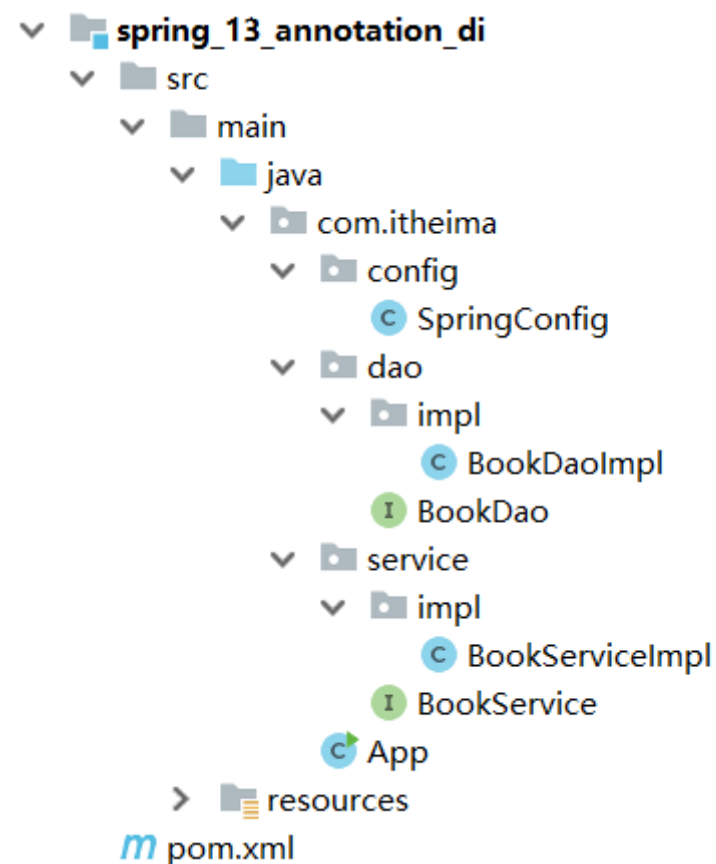 spring_13_annotation_di
src
main
java
com.itheima
config
C SpringConfig
dao
impl
C BookDaoImpl
I BookDao
service
impl
C BookServiceImpl
I BookService
C App
resources
m pom.xml